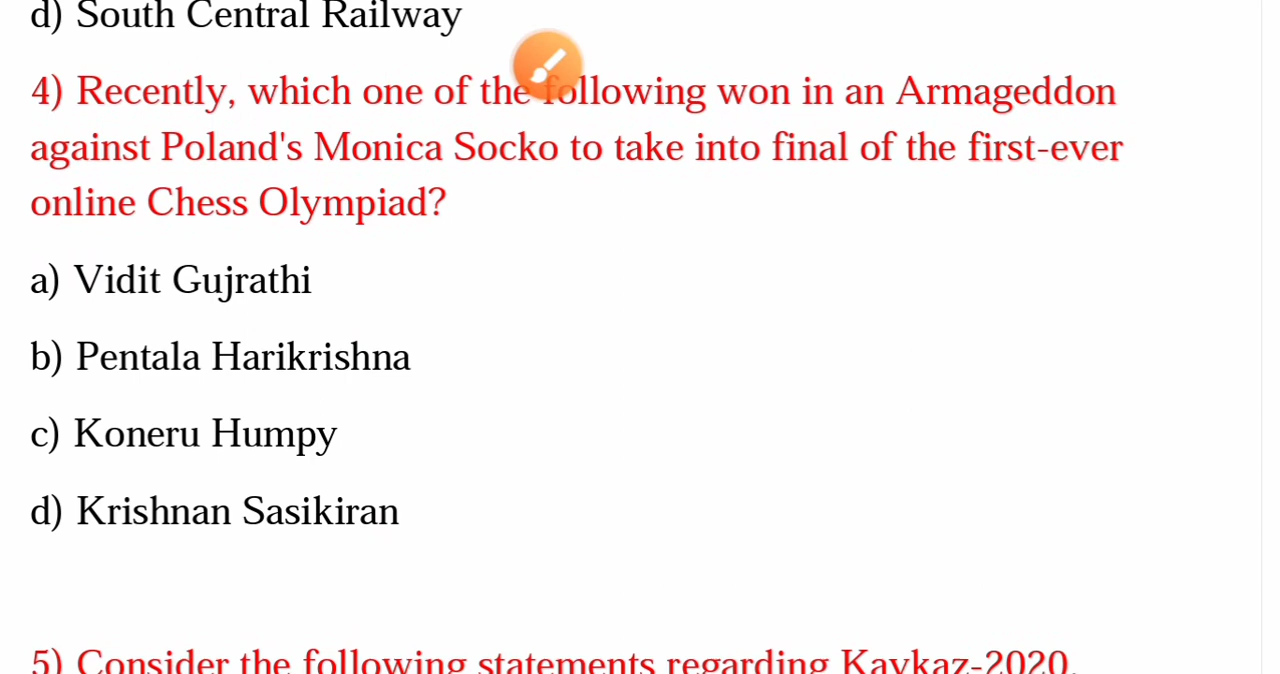 d) South Central Railway
4) Recently, which one of the following won in an Armageddon
against Poland's Monica Socko to take into final of the first-ever
online Chess Olympiad?
a) Vidit Gujrathi
b) Pentala Harikrishna
c) Koneru Humpy
d) Krishnan Sasikiran
5) Consider the following statements regarding Kavkaz-2020.